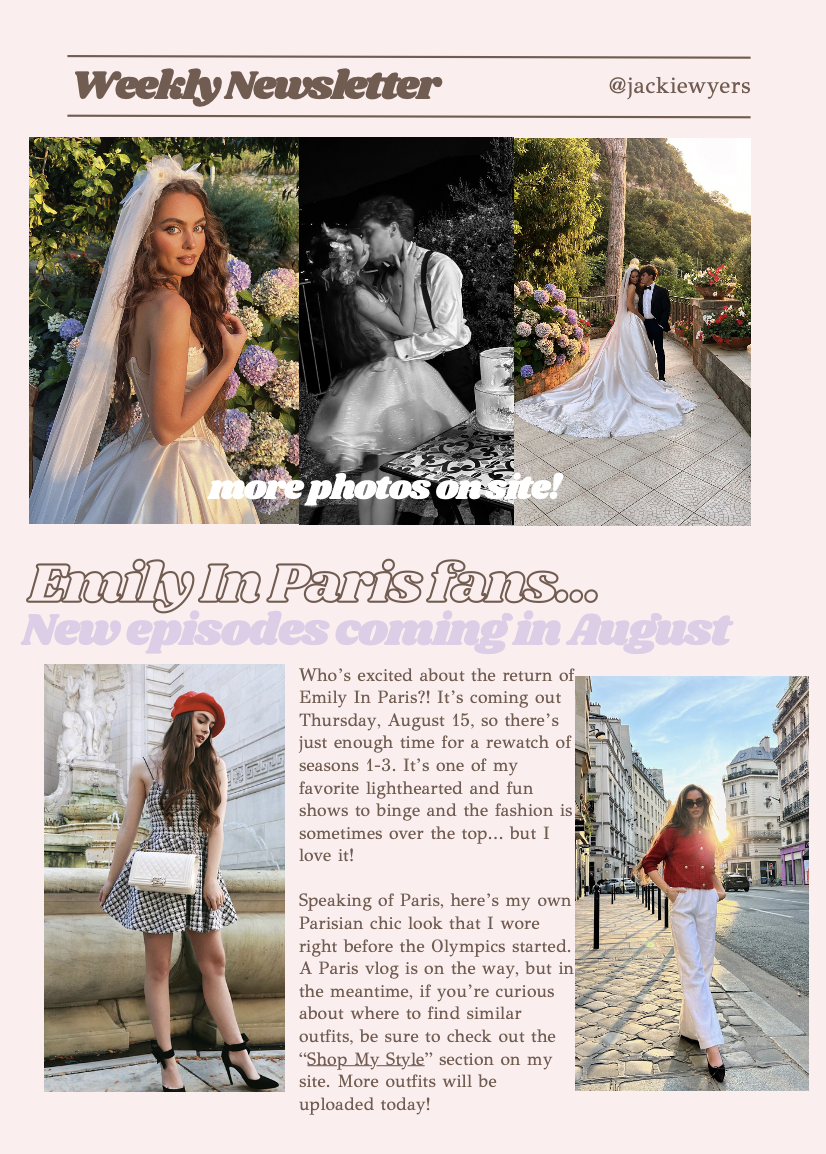 Weekly Newsletter
@jackiewyers
more photos on site!
Emily In Paris fans...
New episodes coming in August
Who's excited about the return of
Emily In Paris?! It's coming out
Thursday, August 15, so there's
just enough time for a rewatch of
seasons 1-3. It's one of my
favorite lighthearted and fun
shows to binge and the fashion is
sometimes over the top... but I
love it!
Speaking of Paris, here's my own
Parisian chic look that I wore
right before the Olympics started.
A Paris vlog is on the way, but in
the meantime, if you're curious
about where to find similar
outfits, be sure to check out the
“Shop My Style” section on my
site. More outfits will be
uploaded today!